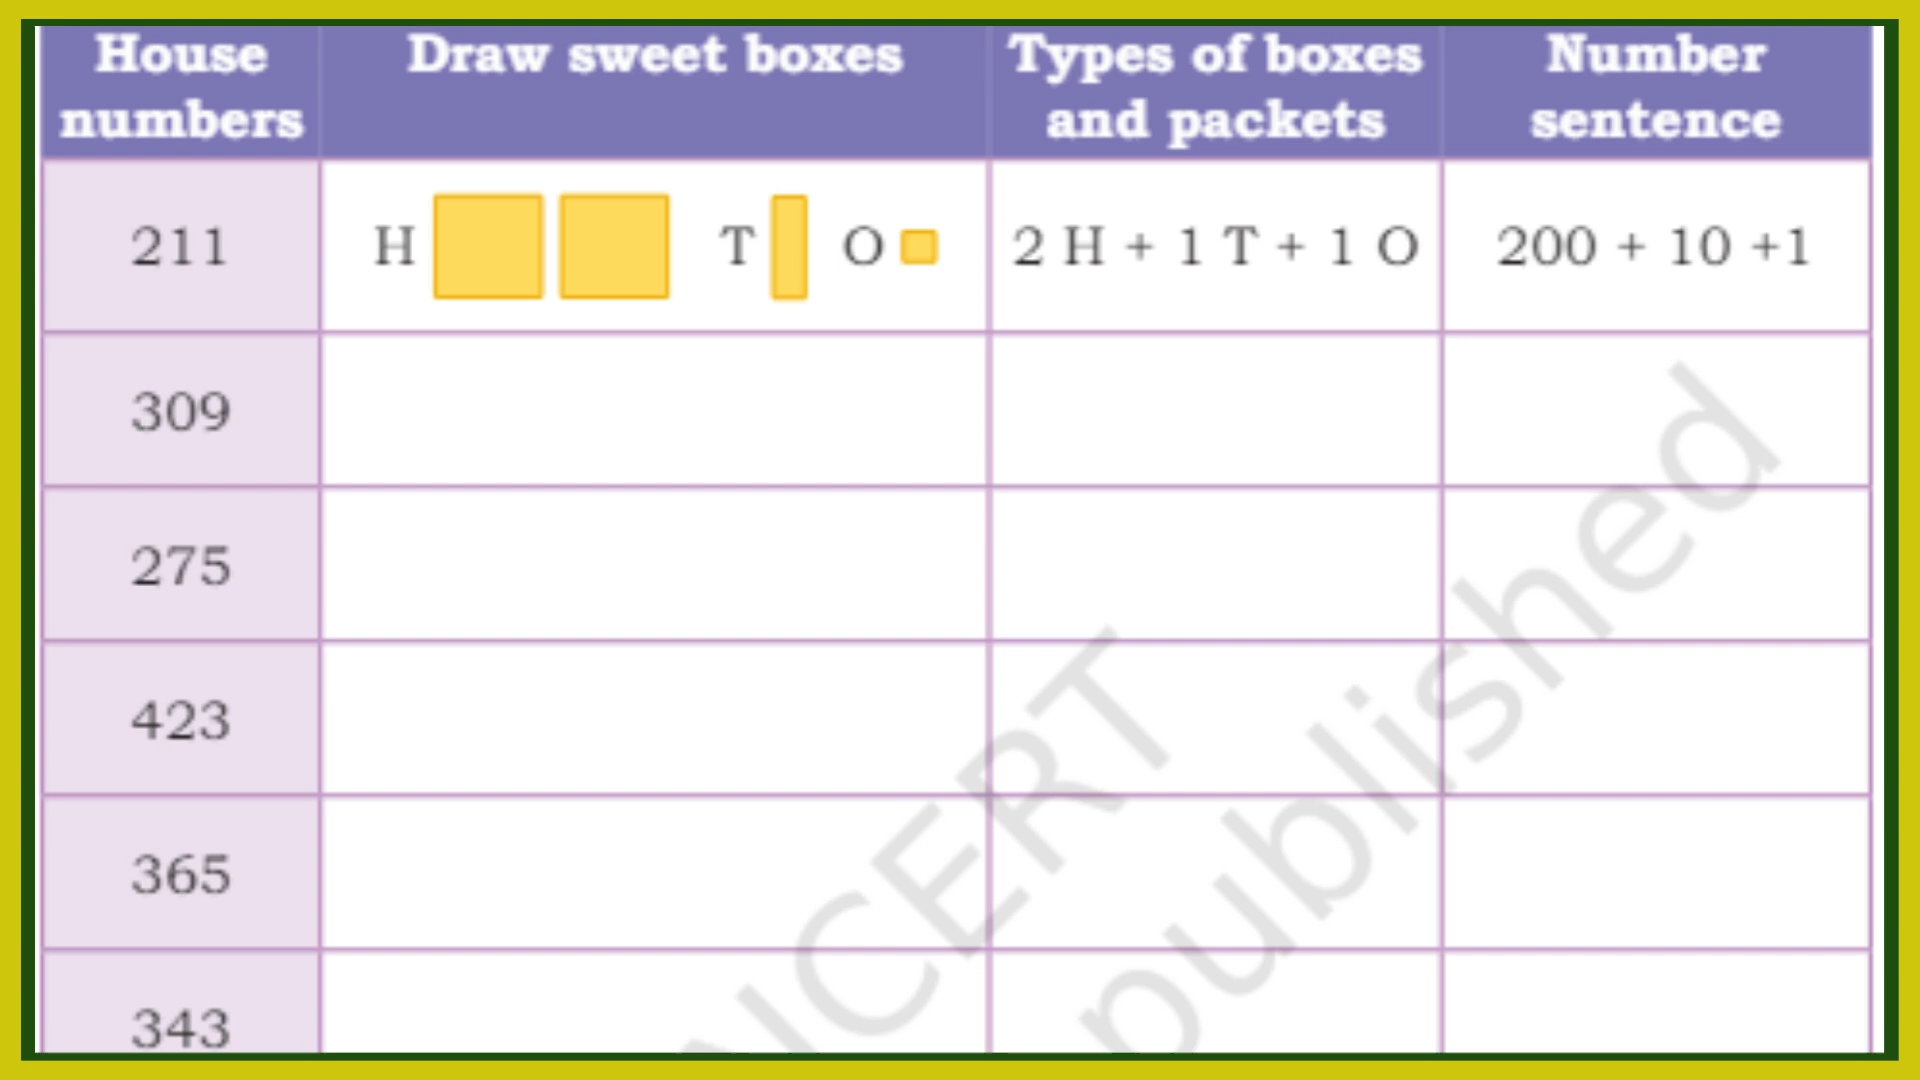 House numbers
Draw sweet boxes
Types of boxes and packets
Number sentence
211
H T O
2 H + 1 T + 1 O
200 + 10 +1
309
275
423
365
343
NCERT
published